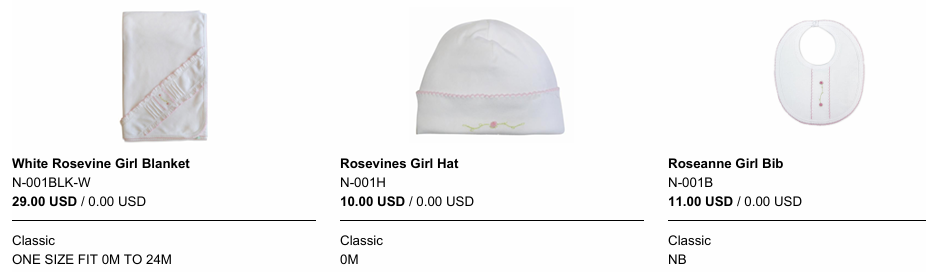 White Rosevine Girl Blanket
N-001BLK-W
29.00 USD / 0.00 USD
Classic
ONE SIZE FIT 0M TO 24M
Rosevines Girl Hat
N-001H
10.00 USD / 0.00 USD
Classic
0M
Roseanne Girl Bib
N-001B
11.00 USD / 0.00 USD
Classic
NB